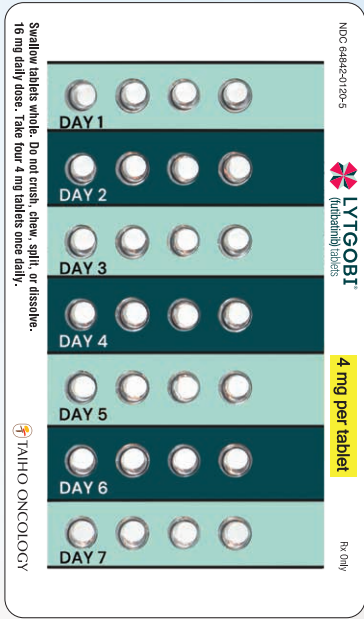 NDC 64842-0120-5
LYTGOBI®
(futibatinib) tablets
4 mg per tablet
Rx Only
DAY 1
DAY 2
DAY 3
DAY 4
DAY 5
DAY 6
DAY 7
Swallow tablets whole. Do not crush, chew, split, or dissolve.
16 mg daily dose. Take four 4 mg tablets once daily.
TAIHO ONCOLOGY